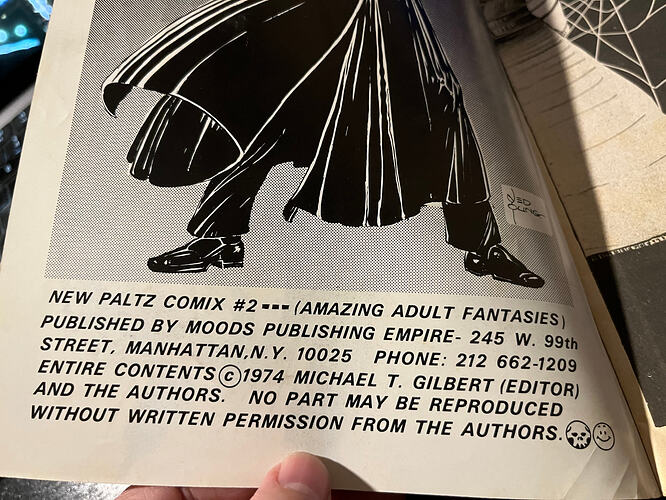 NED
YOUNG
NEW PALTZ COMIX #2 --- (AMAZING ADULT FANTASIES)
PUBLISHED BY MOODS PUBLISHING EMPIRE- 245 W. 99th
STREET, MANHATTAN,N.Y. 10025 PHONE: 212 662-1209
ENTIRE CONTENTS ©1974 MICHAEL T. GILBERT (EDITOR)
AND THE AUTHORS. NO PART MAY BE REPRODUCED
WITHOUT WRITTEN PERMISSION FROM THE AUTHORS.